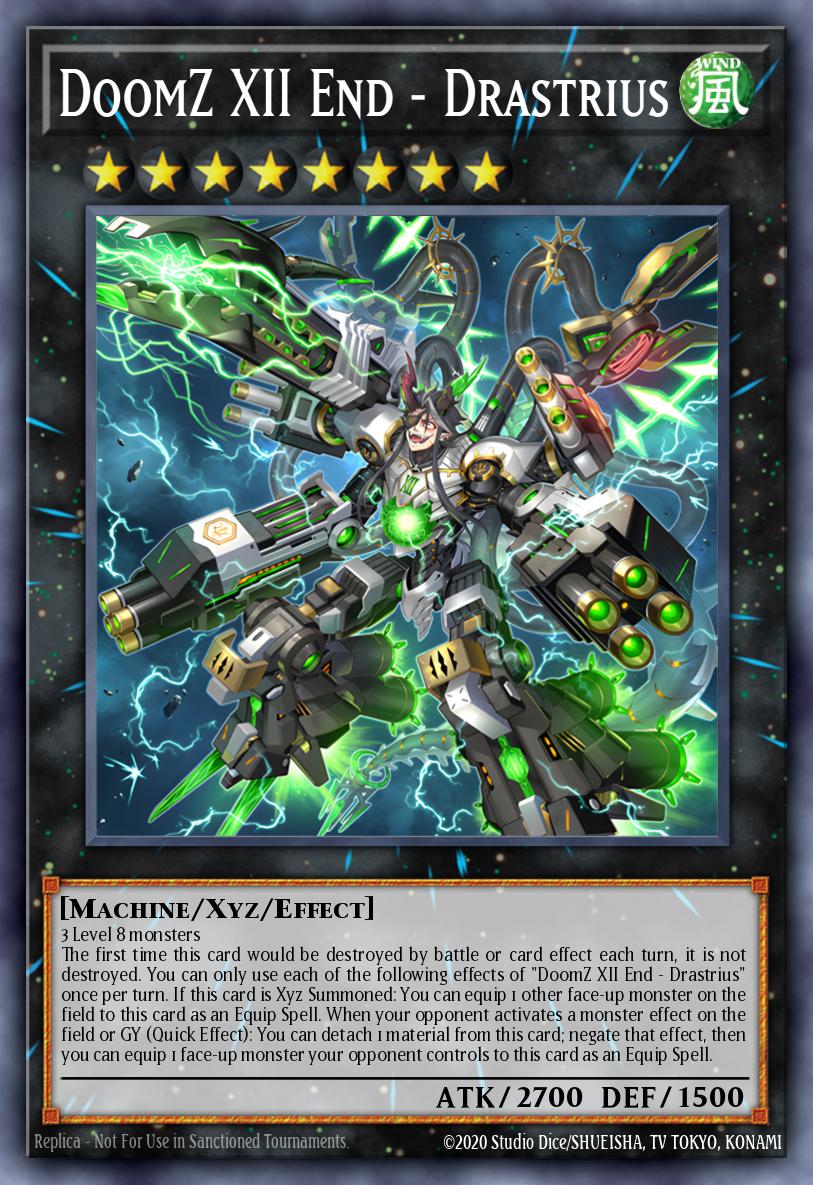 DoomZ XII End - Drastrius
WIND
風
XII
[Machine/Xyz/Effect]
3 Level 8 monsters
The first time this card would be destroyed by battle or card effect each turn, it is not
destroyed. You can only use each of the following effects of "DoomZ XII End - Drastrius"
once per turn. If this card is Xyz Summoned: You can equip 1 other face-up monster on the
field to this card as an Equip Spell. When your opponent activates a monster effect on the
field or GY (Quick Effect): You can detach 1 material from this card; negate that effect, then
you can equip 1 face-up monster your opponent controls to this card as an Equip Spell.
ATK/2700 DEF/1500
Replica - Not For Use in Sanctioned Tournaments.
©2020 Studio Dice/SHUEISHA, TV TOKYO, KONAMI